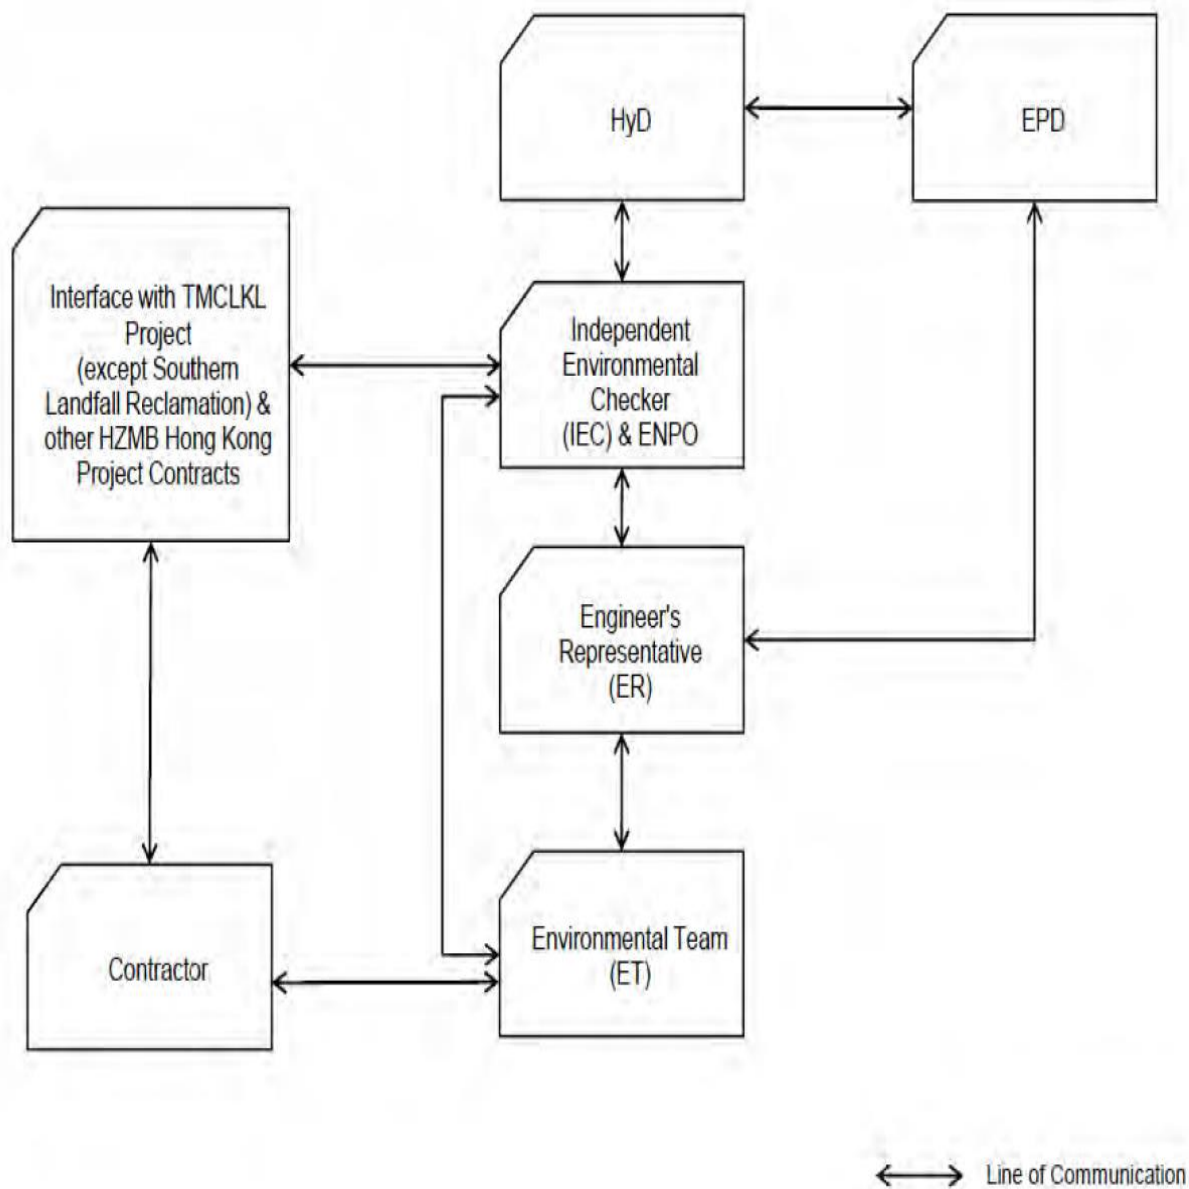 HyD
EPD
Interface with TMCLKL
Project
(except Southern
Landfall Reclamation) &
other HZMB Hong Kong
Project Contracts
Independent
Environmental
Checker
(IEC) & ENPO
Engineer's
Representative
(ER)
Contractor
Environmental Team
(ET)
Line of Communication